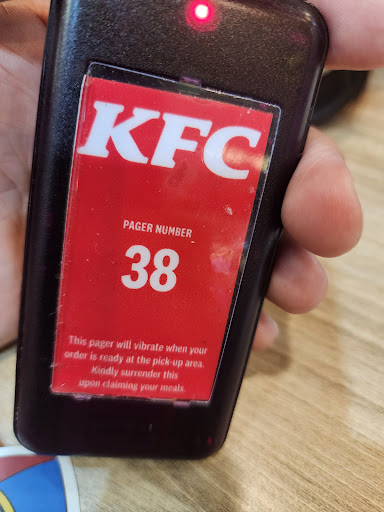 KFC
PAGER NUMBER
38
This pager will vibrate when your
order is ready at the pick-up area.
Kindly surrender this
upon claiming your meals.